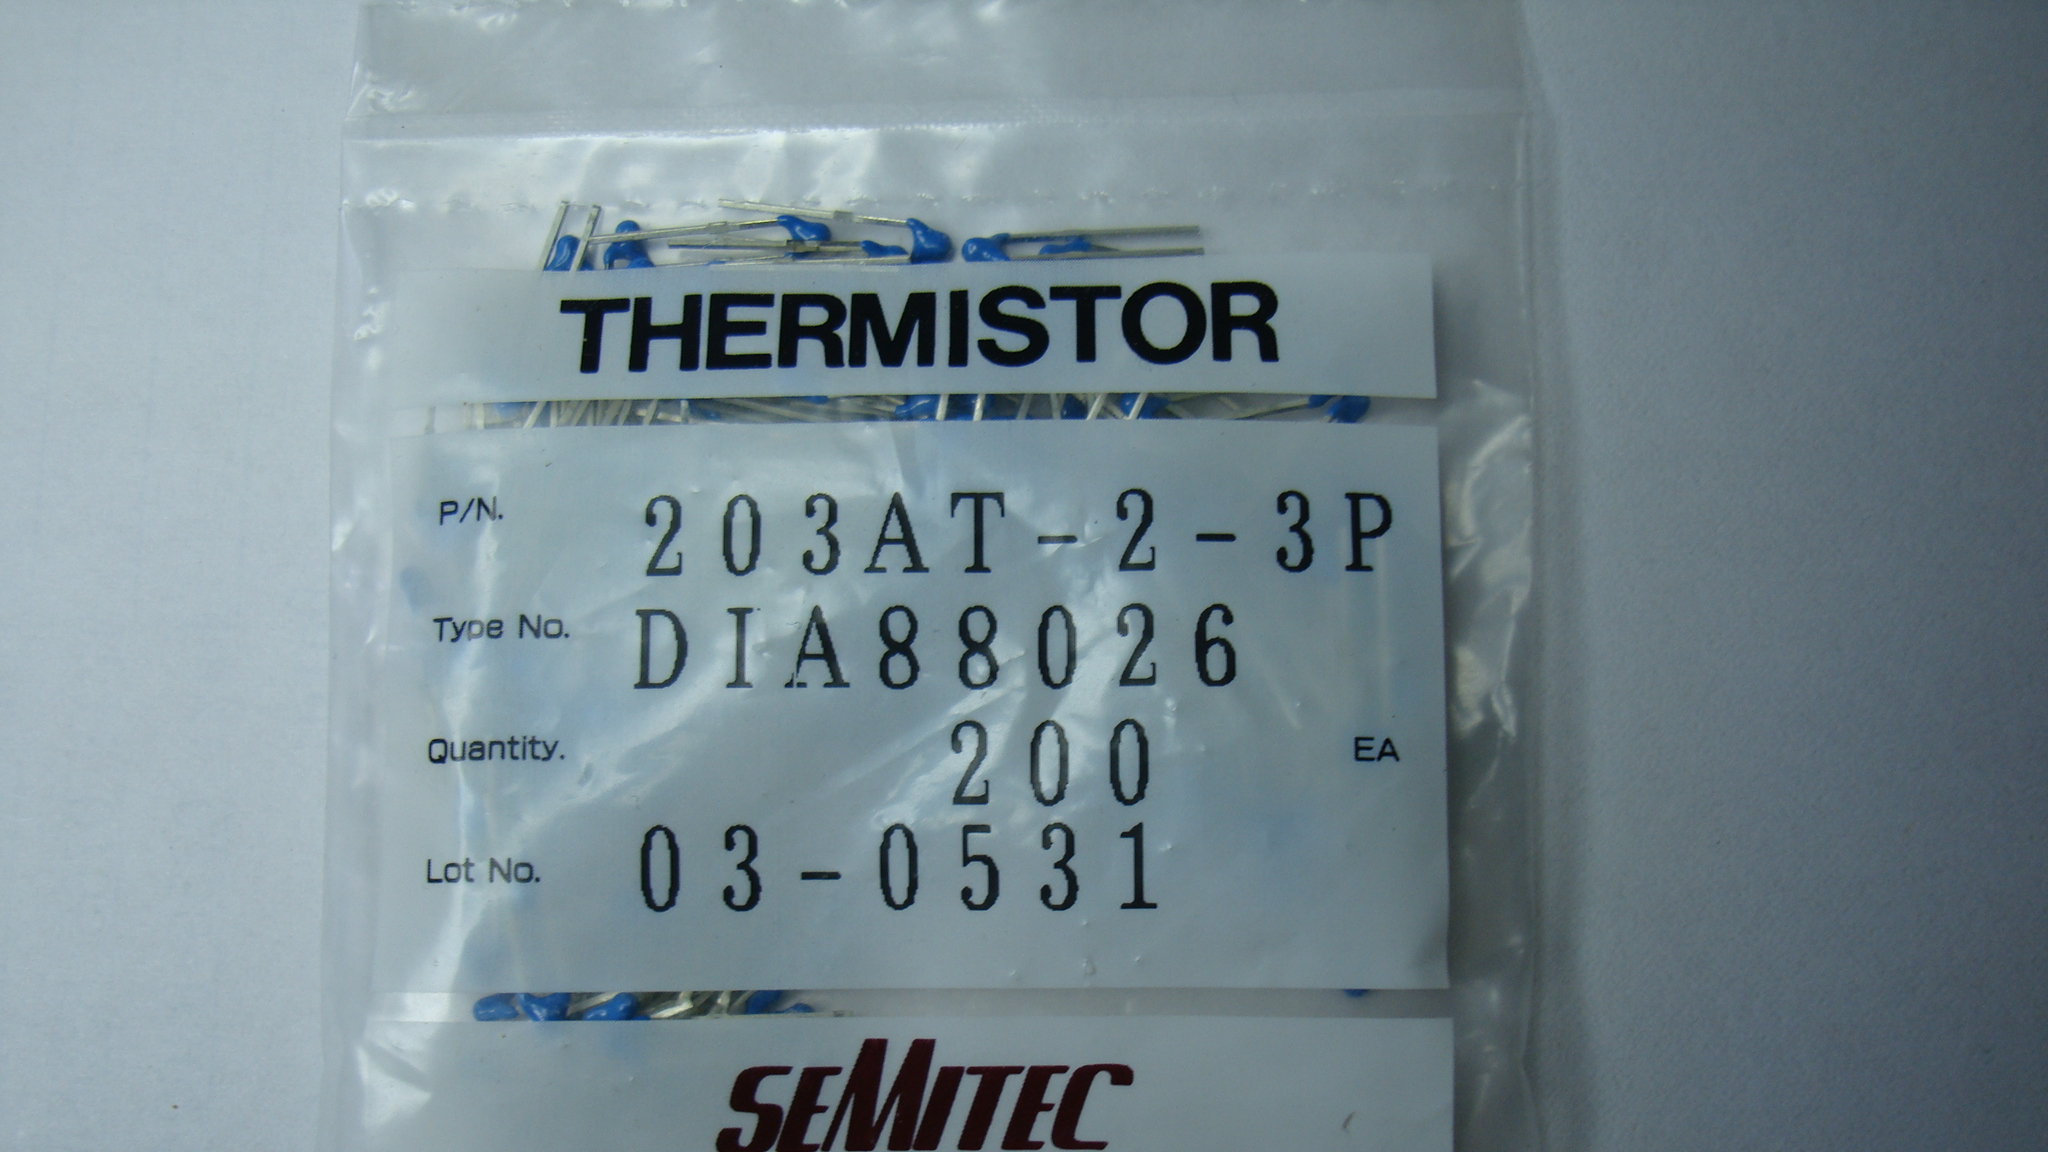 THERMISTOR
P/N. 203AT-2-3P
Type No. DIA88026
Quantity. 200 EA
Lot No. 03-0531
SEMITEC